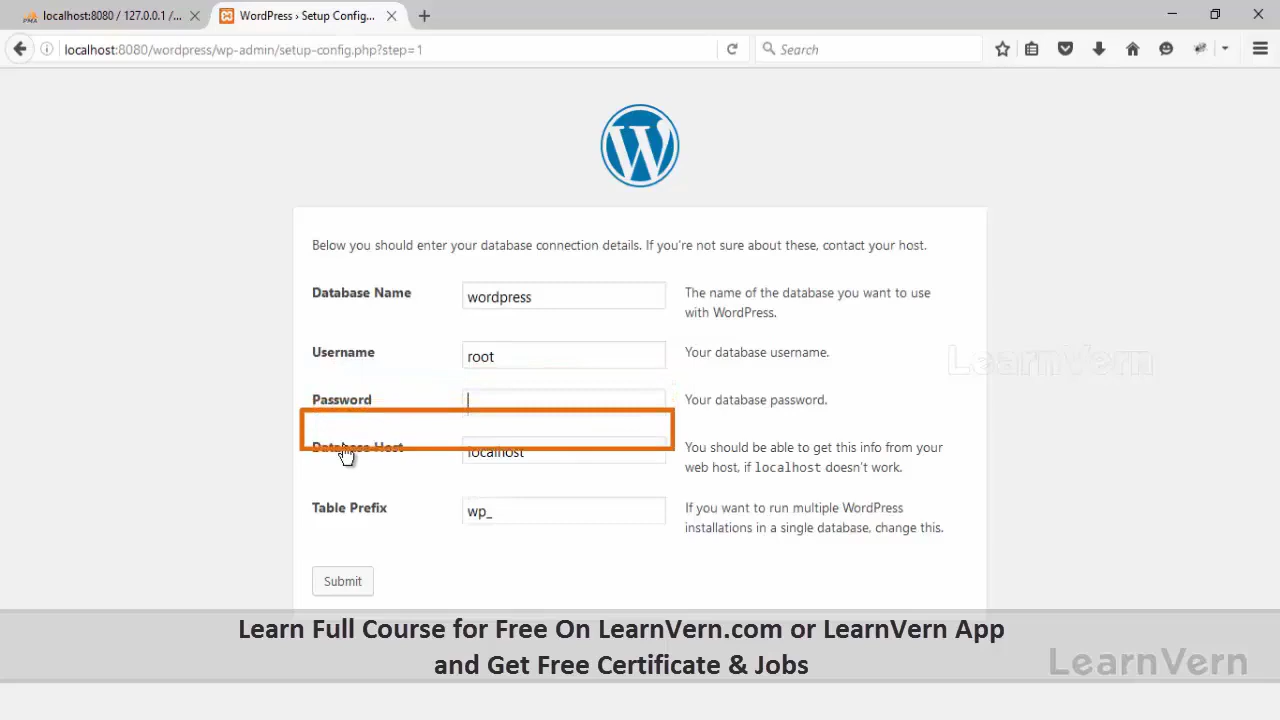 localhost:8080 / 127.0.0.1 /...
WordPress › Setup Config...
localhost:8080/wordpress/wp-admin/setup-config.php?step=1
Search
Below you should enter your database connection details. If you're not sure about these, contact your host.
Database Name
wordpress
The name of the database you want to use
with WordPress.
Username
root
Your database username.
LearnVern
Password
Your database password.
Database Host
localhost
You should be able to get this info from your
web host, if localhost doesn't work.
Table Prefix
wp_
If you want to run multiple WordPress
installations in a single database, change this.
Submit
Learn Full Course for Free On LearnVern.com or LearnVern App
and Get Free Certificate & Jobs
LearnVern